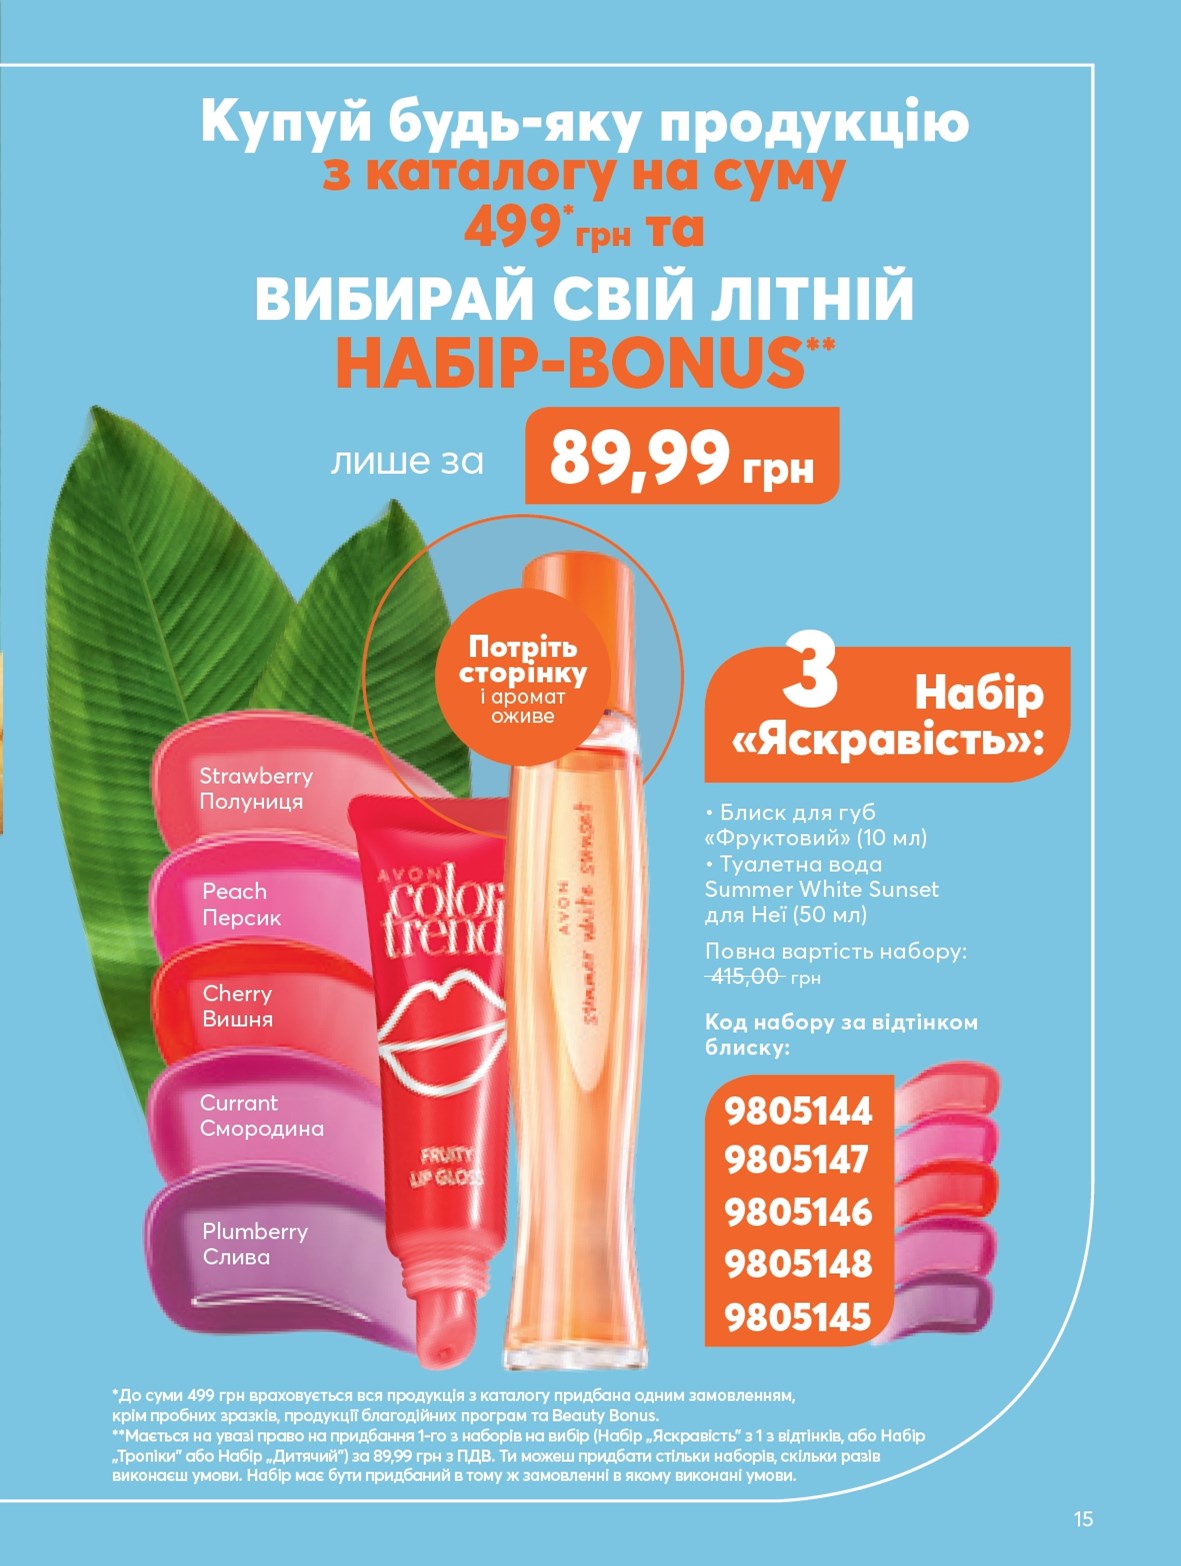 Купуй будь-яку продукцію
з каталогу на суму
499* грн та
ВИБИРАЙ СВІЙ ЛІТНІЙ
НАБІР-BONUS**
лише за 89,99 грн
Потріть
сторінку
і аромат
оживе
3 Набір
«Яскравість»:
• Блиск для губ
«Фруктовий» (10 мл)
• Туалетна вода
Summer White Sunset
для Неї (50 мл)
Повна вартість набору:
415,00 грн
Код набору за відтінком
блиску:
9805144
9805147
9805146
9805148
9805145
Strawberry
Полуниця
Peach
Персик
Cherry
Вишня
Currant
Смородина
Plumberry
Слива
AVON
color
trend
FRUITY
LIP GLOSS
AVON
summer white sunset
*До суми 499 грн враховується вся продукція з каталогу придбана одним замовленням,
крім пробних зразків, продукції благодійних програм та Beauty Bonus.
**Мається на увазі право на придбання 1-го з наборів на вибір (Набір „Яскравість" з 1 з відтінків, або Набір
„Тропіки" або Набір „Дитячий") за 89,99 грн з ПДВ. Ти можеш придбати стільки наборів, скільки разів
виконаєш умови. Набір має бути придбаний в тому ж замовленні в якому виконані умови.
15